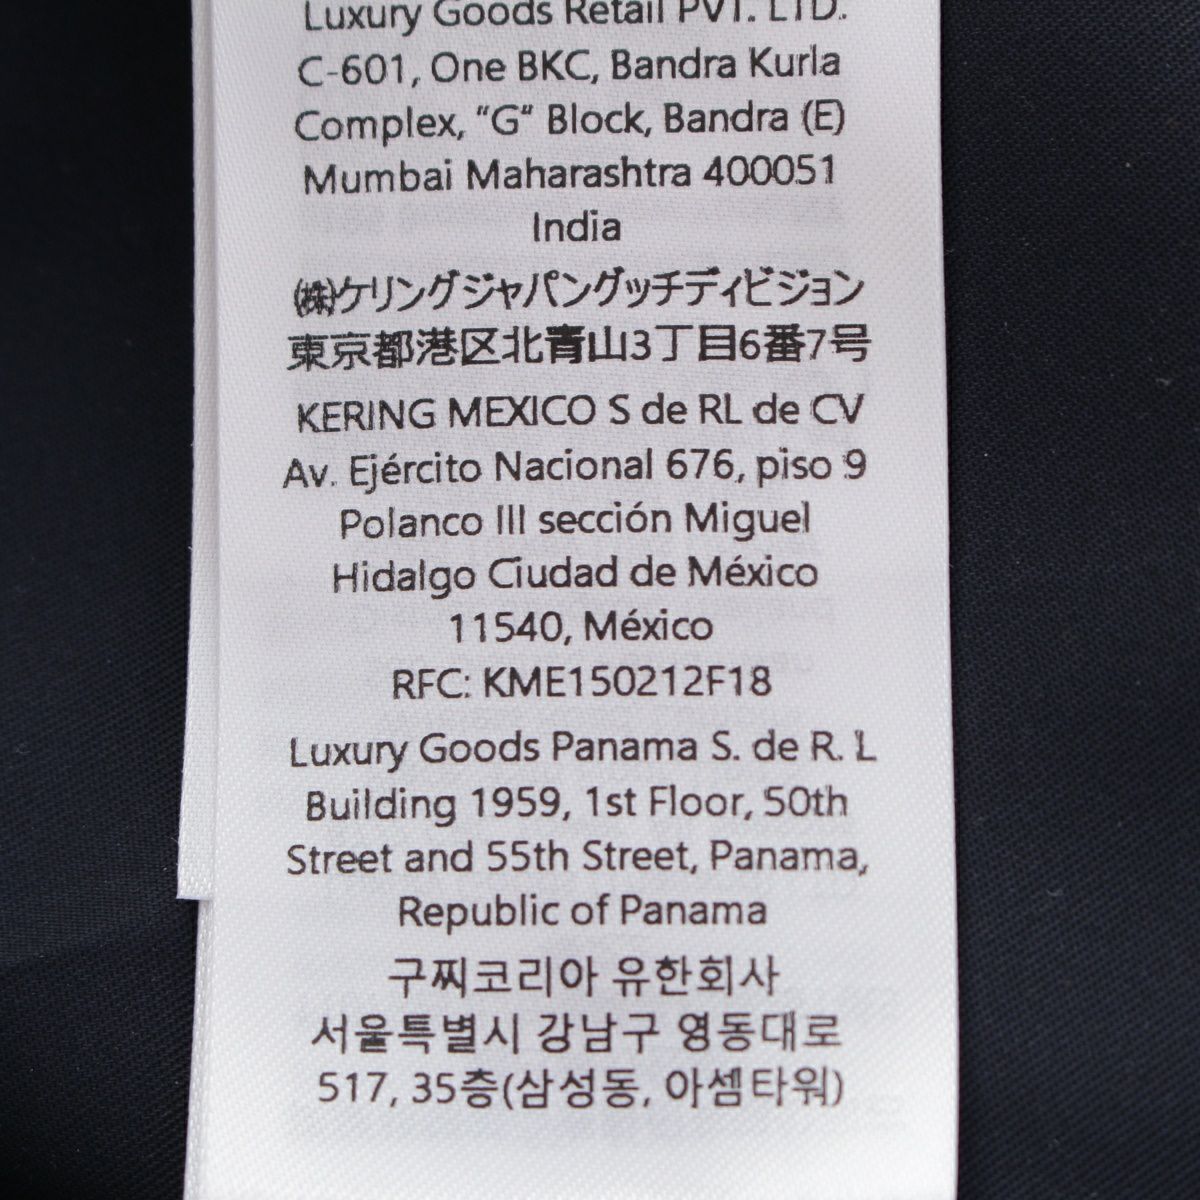 Luxury Goods Retail PVT. LTD.
C-601, One BKC, Bandra Kurla
Complex, “G“ Block, Bandra (E)
Mumbai Maharashtra 400051
India
㈱ケリングジャパングッチディビジョン
東京都港区北青山3丁目6番7号
KERING MEXICO S de RL de CV
Av. Ejército Nacional 676, piso 9
Polanco III sección Miguel
Hidalgo Ciudad de México
11540, México
RFC: KME150212F18
Luxury Goods Panama S. de R. L
Building 1959, 1st Floor, 50th
Street and 55th Street, Panama,
Republic of Panama
구찌코리아 유한회사
서울특별시 강남구 영동대로
517, 35층(삼성동, 아셈타워)